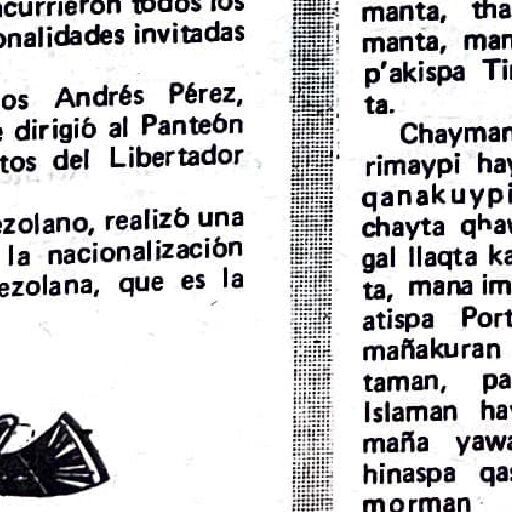 todos los
onalidades invitadas
os Andrés Pérez,
dirigió al Panteón
tos del Libertador
ezolano, realizó una
la nacionalización
ezolana, que es la
manta, tha
manta, man
p'akispa Ti
ta.
Chayman
rimaypi hay
qanakuypi
chayta qhaw
gal llaqta ka
ta, mana im
atispa Port
mañakuran
taman, pa
Islaman hay
maña yawa
hinaspa qas
morman